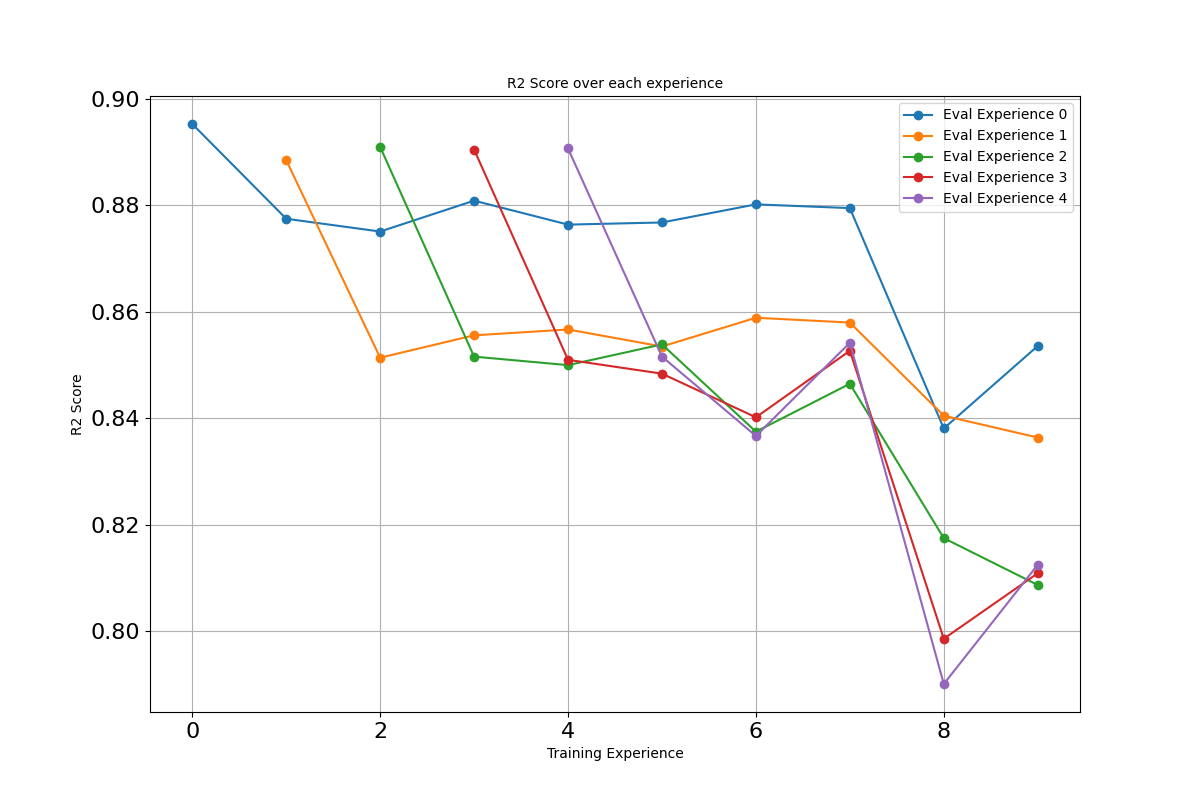 R2 Score over each experience
0.90
0.88
0.86
0.84
0.82
0.80
R2 Score
0 2 4 6 8
Training Experience
Eval Experience 0
Eval Experience 1
Eval Experience 2
Eval Experience 3
Eval Experience 4